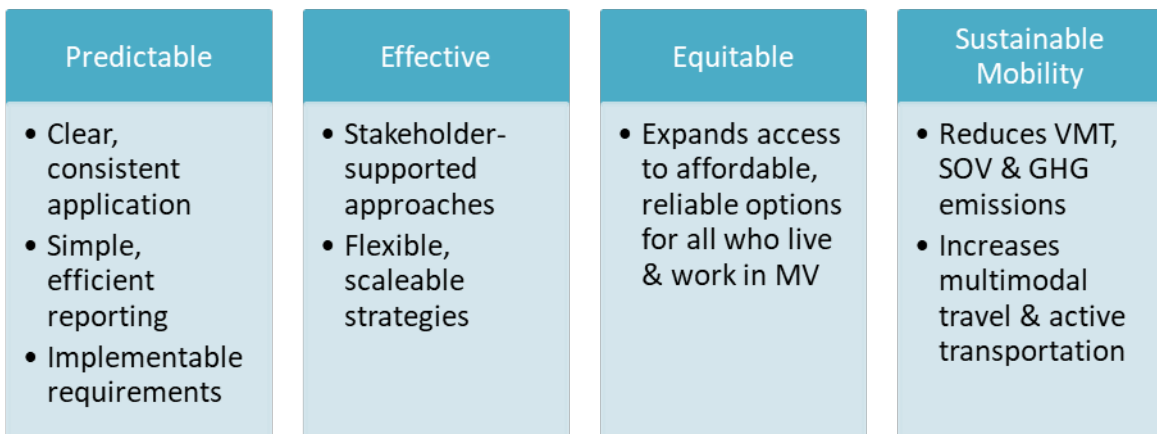 Predictable
• Clear,
consistent
application
• Simple,
efficient
reporting
• Implementable
requirements
Effective
• Stakeholder-
supported
approaches
• Flexible,
scaleable
strategies
Equitable
• Expands access
to affordable,
reliable options
for all who live
& work in MV
Sustainable
Mobility
• Reduces VMT,
SOV & GHG
emissions
• Increases
multimodal
travel & active
transportation